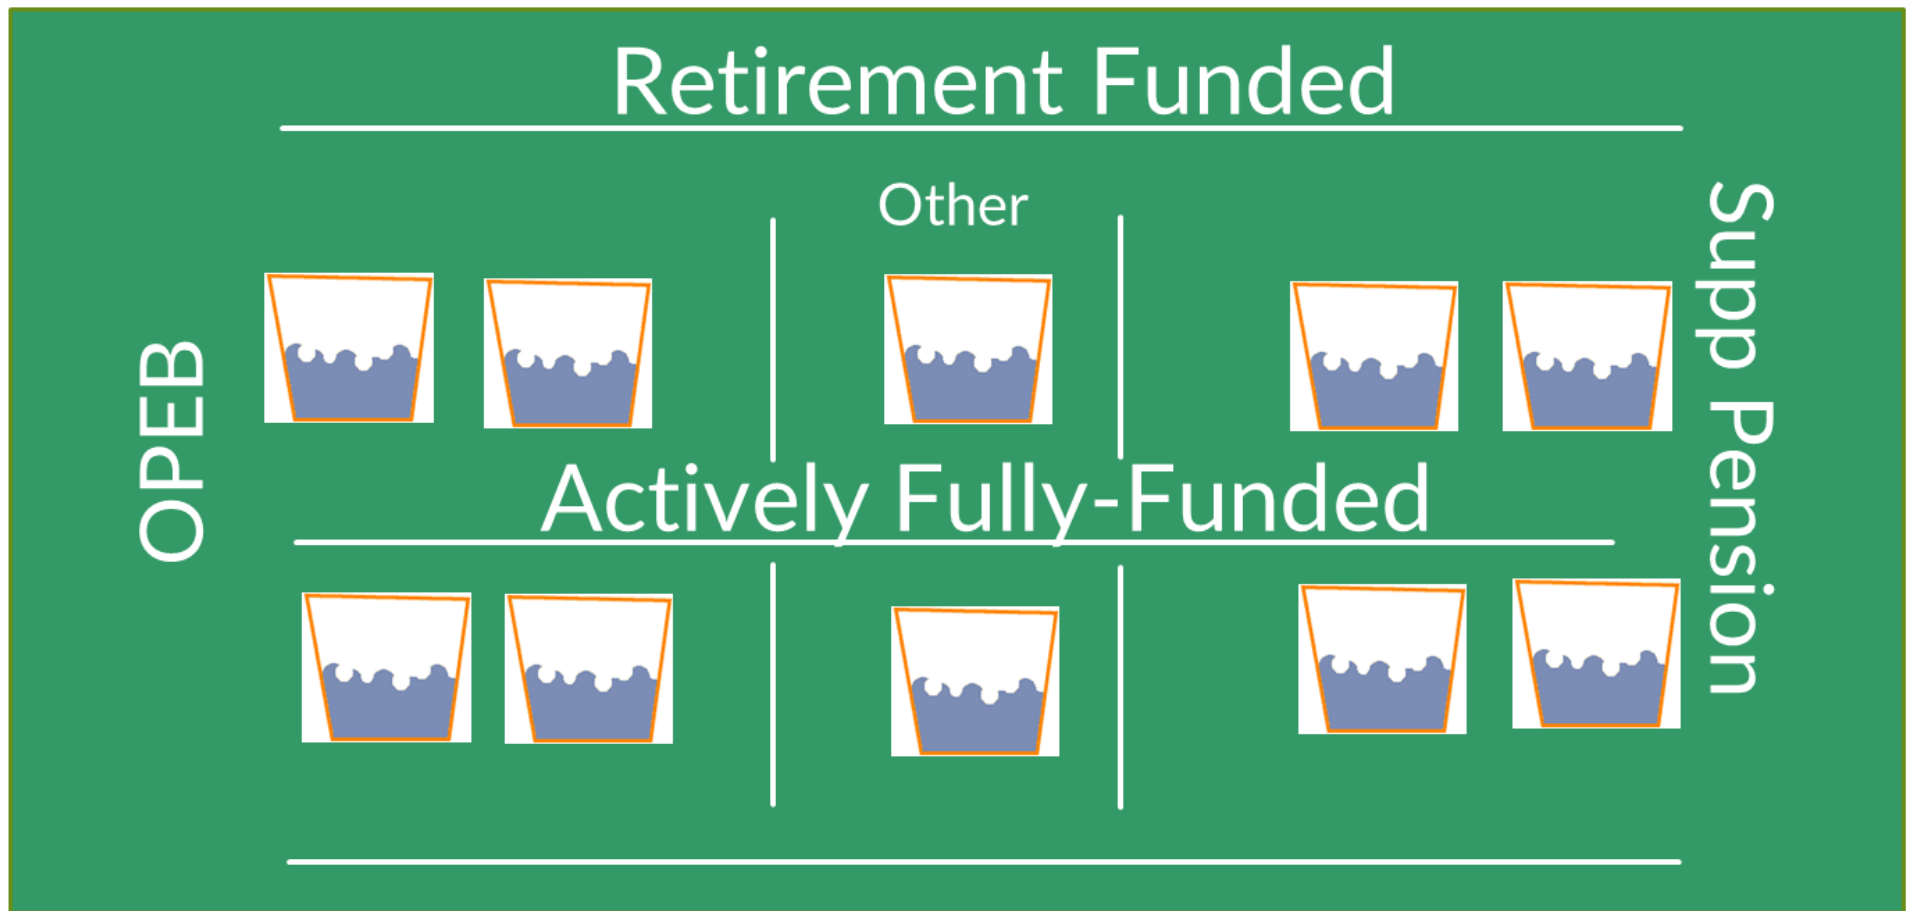 Retirement Funded
Other
OPEB
Supp Pension
Actively Fully-Funded